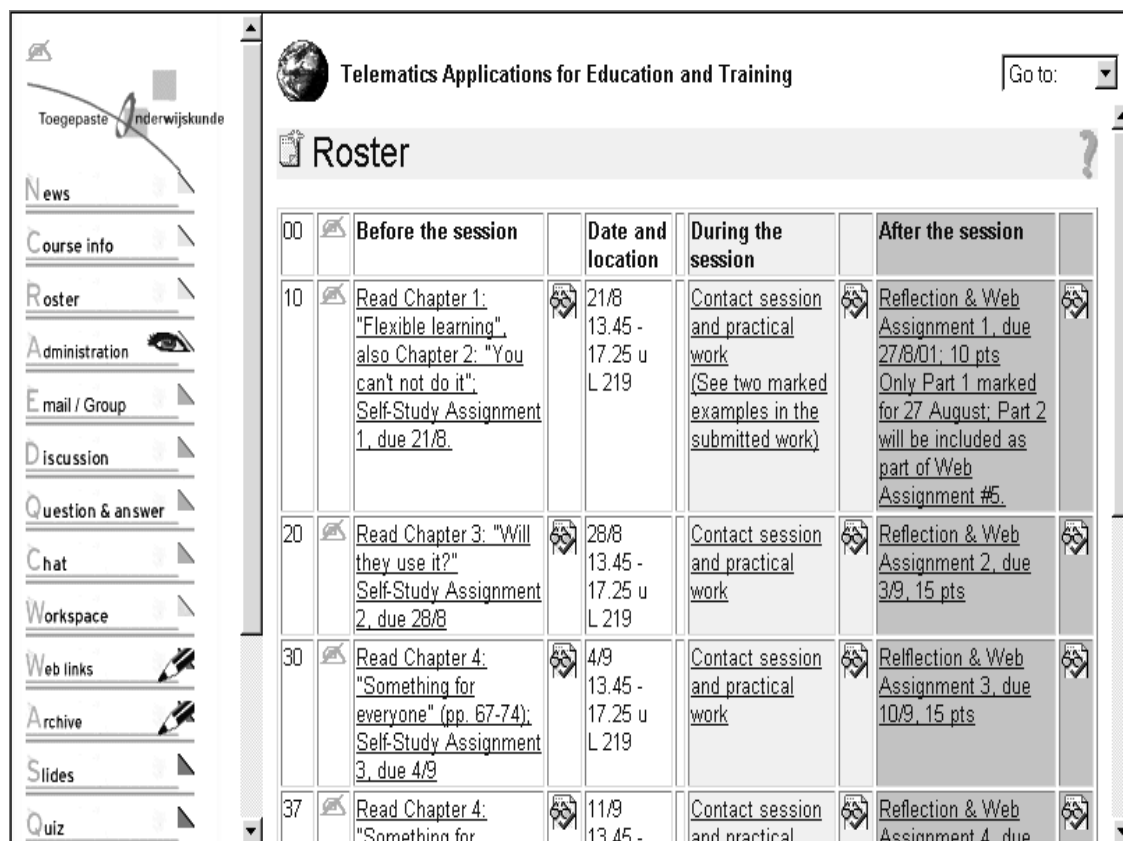 Toegepaste Onderwijskunde
News
Course info
Roster
Administration
Email / Group
Discussion
Question & answer
Chat
Workspace
Web links
Archive
Slides
Quiz
Telematics Applications for Education and Training
Go to:
Roster
?
00
Before the session
Date and
location
During the
session
After the session
10
Read Chapter 1:
"Flexible learning",
also Chapter 2: "You
can't not do it";
Self-Study Assignment
1, due 21/8.
21/8
13.45 -
17.25 u
L 219
Contact session
and practical
work
(See two marked
examples in the
submitted work)
Reflection & Web
Assignment 1, due
27/8/01; 10 pts
Only Part 1 marked
for 27 August; Part 2
will be included as
part of Web
Assignment #5.
20
Read Chapter 3: "Will
they use it?"
Self-Study Assignment
2, due 28/8
28/8
13.45 -
17.25 u
L 219
Contact session
and practical
work
Reflection & Web
Assignment 2, due
3/9, 15 pts
30
Read Chapter 4:
"Something for
everyone" (pp. 67-74);
Self-Study Assignment
3, due 4/9
4/9
13.45 -
17.25 u
L 219
Contact session
and practical
work
Relflection & Web
Assignment 3, due
10/9, 15 pts
37
Read Chapter 4:
"Something for
11/9
13.45 -
Contact session
and practical
Reflection & Web
Assignment 4, due